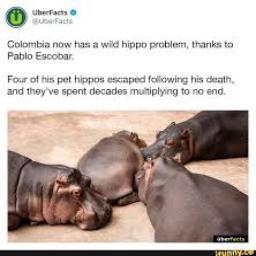 UberFacts
@UberFacts
Colombia now has a wild hippo problem, thanks to
Pablo Escobar.
Four of his pet hippos escaped following his death,
and they've spent decades multiplying to no end.
überfacts
ifunny.co